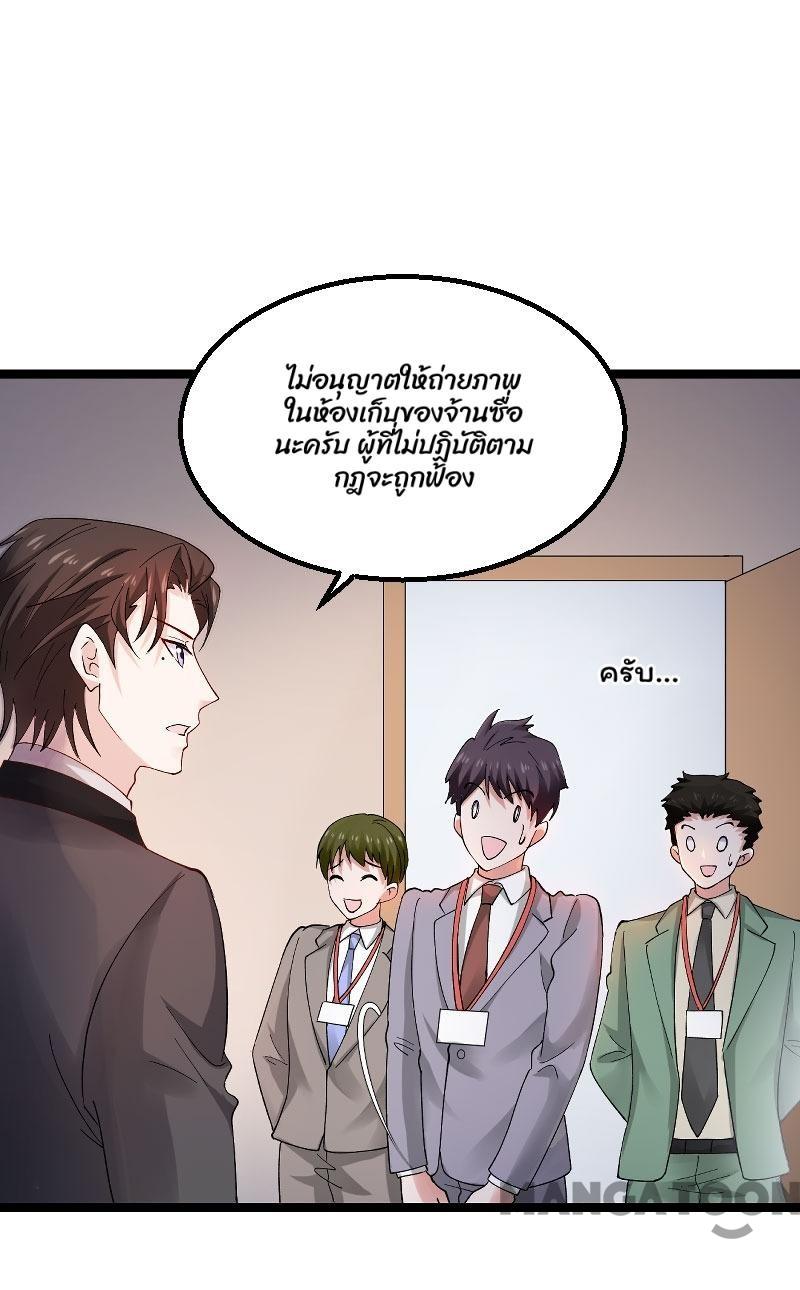 ไม่อนุญาตให้ถ่ายภาพ
ในห้องเก็บของจ้านซื่อ
นะครับ ผู้ที่ไม่ปฏิบัติตาม
กฎจะถูกฟ้อง
ครับ...
MANGATOON